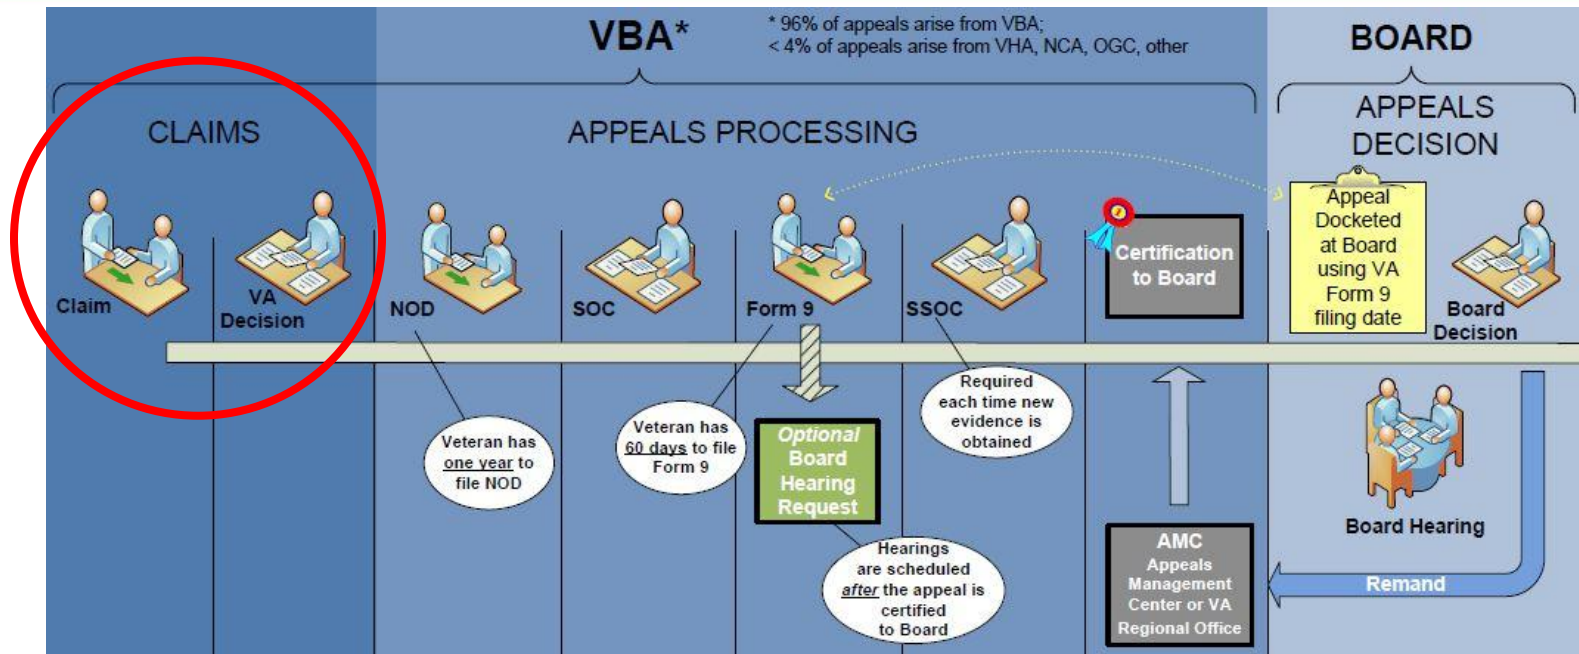 VBA*
* 96% of appeals arise from VBA;
< 4% of appeals arise from VHA, NCA, OGC, other
BOARD
CLAIMS
APPEALS PROCESSING
APPEALS
DECISION
Claim
VA
Decision
NOD
SOC
Form 9
SSOC
Certification
to Board
Appeal
Docketed
at Board
using VA
Form 9
filing date
Board
Decision
Veteran has
one year to
file NOD
Veteran has
60 days to file
Form 9
Optional
Board
Hearing
Request
Required
each time new
evidence is
obtained
Hearings
are scheduled
after the appeal is
certified
to Board
AMC
Appeals
Management
Center or VA
Regional Office
Board Hearing
Remand